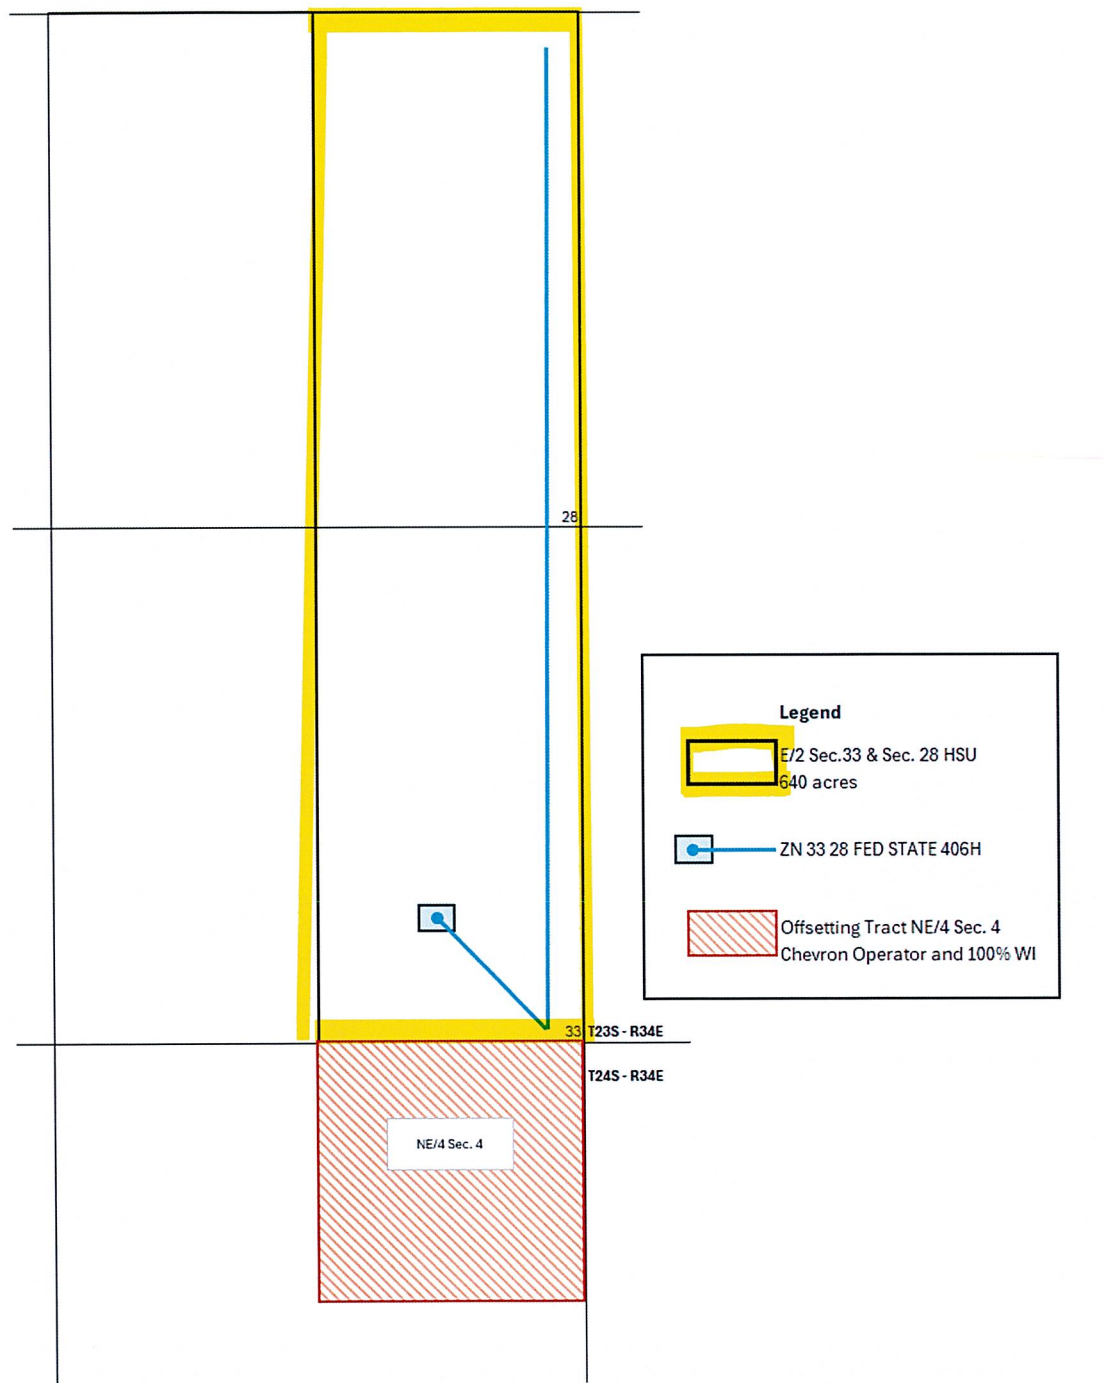 28
Legend
E/2 Sec.33 & Sec. 28 HSU
640 acres
ZN 33 28 FED STATE 406H
Offsetting Tract NE/4 Sec. 4
Chevron Operator and 100% WI
33 T23S - R34E
T24S - R34E
NE/4 Sec. 4